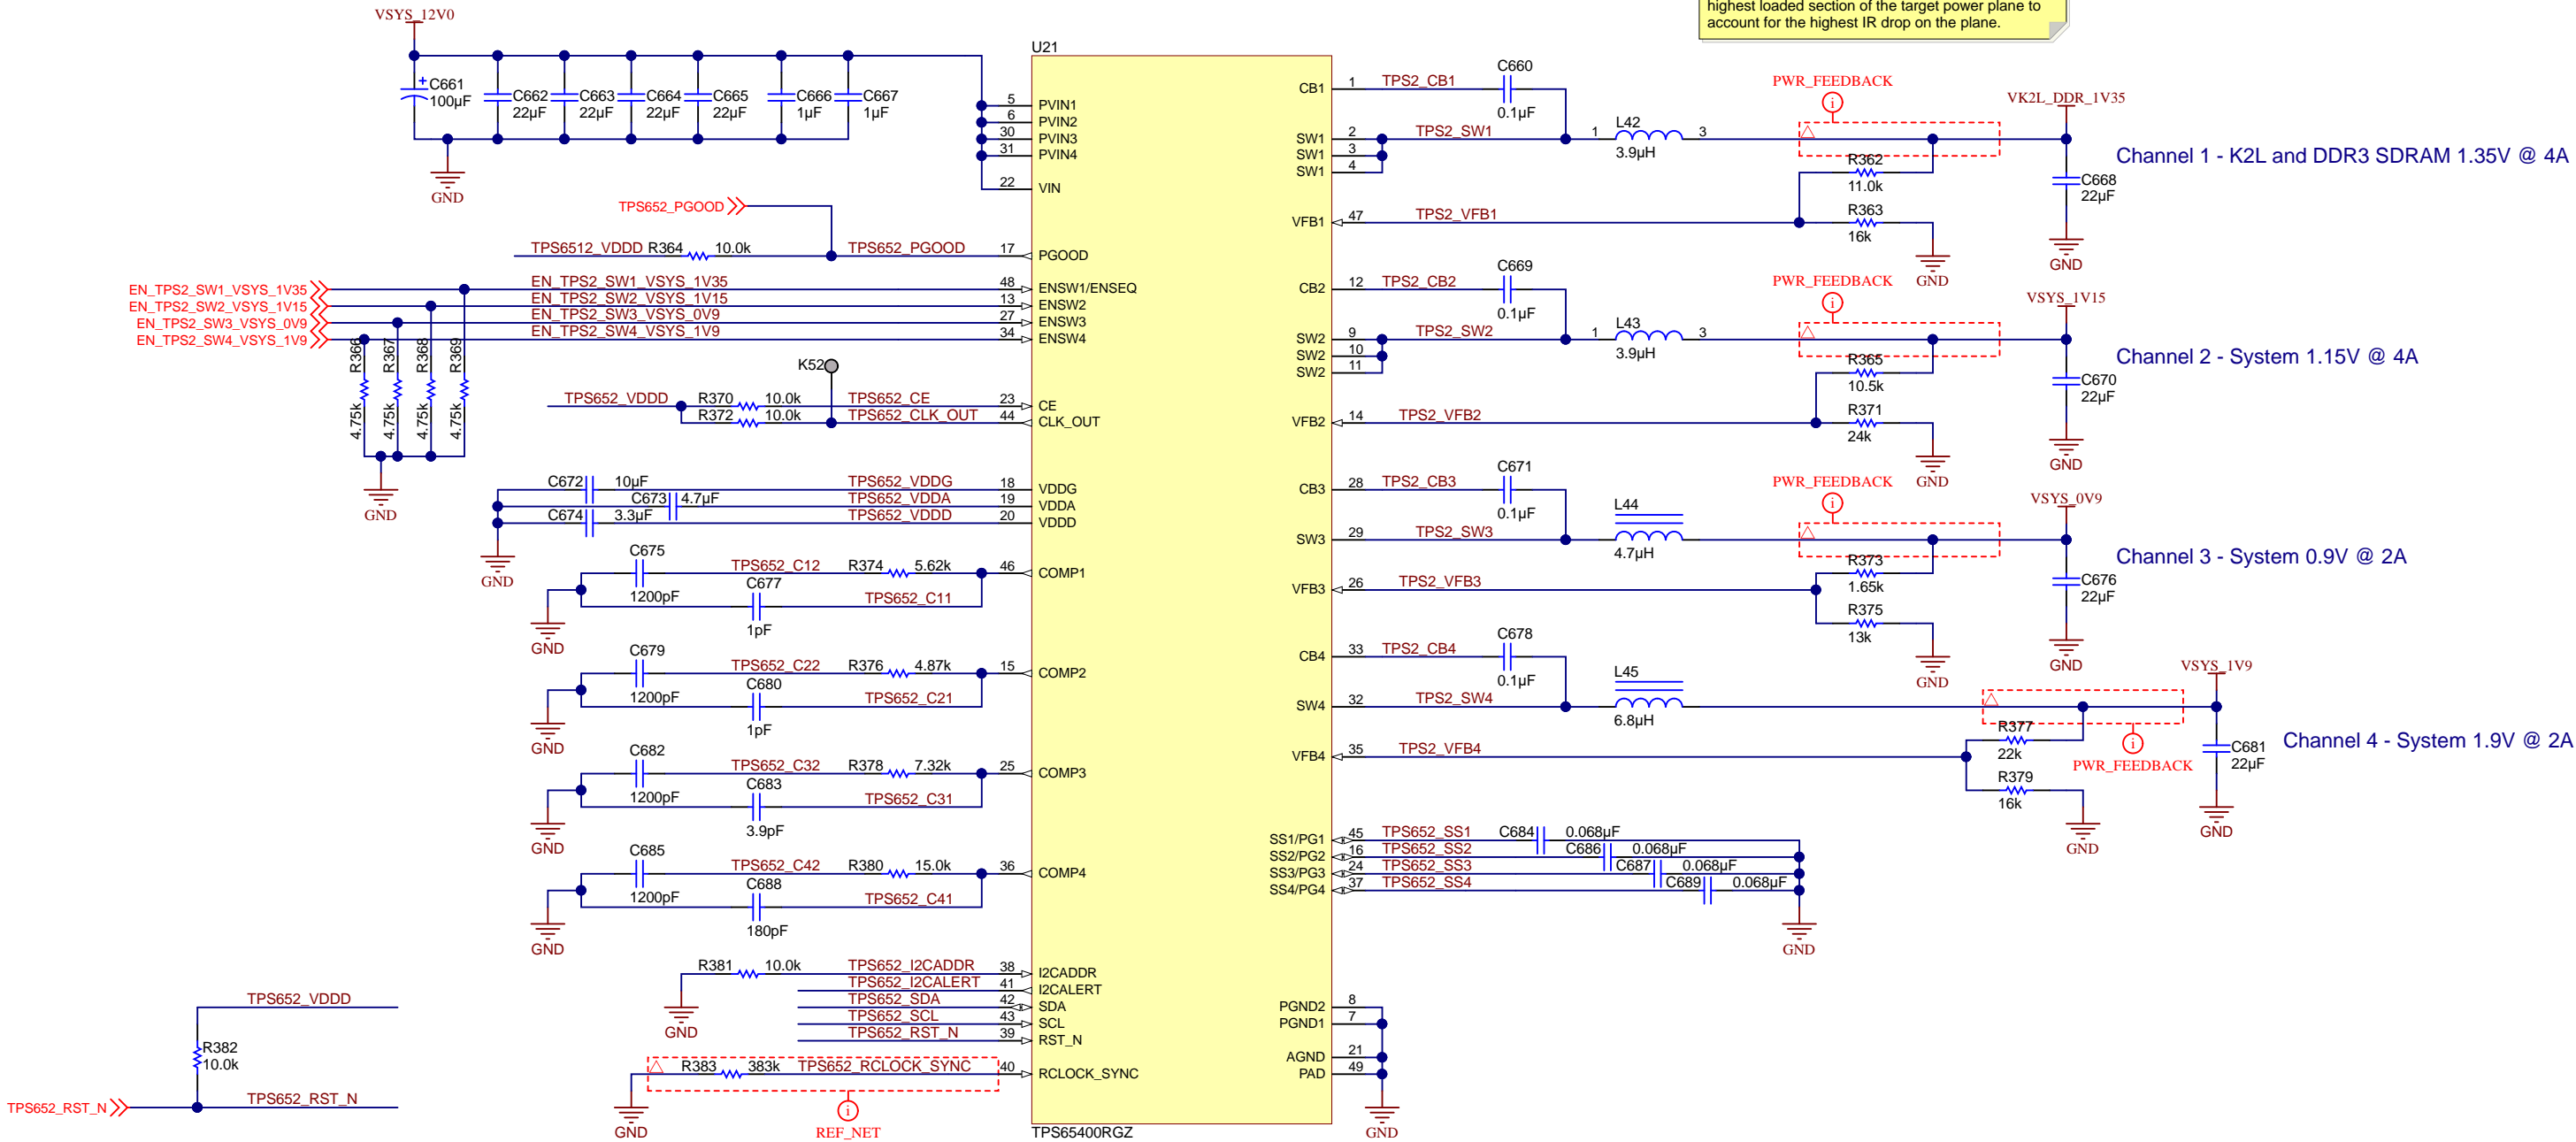 highest loaded section of the target power plane to
account for the highest IR drop on the plane.
VSYS_12V0
C661
100µF
C662
22µF
C663
22µF
C664
22µF
C665
22µF
C666
1µF
C667
1µF
GND
U21
5 PVIN1
6 PVIN2
30 PVIN3
31 PVIN4
22 VIN
TPS652_PGOOD
TPS6512_VDDD R364 10.0k TPS652_PGOOD 17 PGOOD
EN_TPS2_SW1_VSYS_1V35 EN_TPS2_SW1_VSYS_1V35 48 ENSW1/ENSEQ
EN_TPS2_SW2_VSYS_1V15 EN_TPS2_SW2_VSYS_1V15 13 ENSW2
EN_TPS2_SW3_VSYS_0V9 EN_TPS2_SW3_VSYS_0V9 27 ENSW3
EN_TPS2_SW4_VSYS_1V9 EN_TPS2_SW4_VSYS_1V9 34 ENSW4
R366 R367 R368 R369
4.75k 4.75k 4.75k 4.75k
GND
K52
TPS652_VDDD R370 10.0k TPS652_CE 23 CE
R372 10.0k TPS652_CLK_OUT 44 CLK_OUT
C672 10µF TPS652_VDDG 18 VDDG
C673 4.7µF TPS652_VDDA 19 VDDA
C674 3.3µF TPS652_VDDD 20 VDDD
GND
C675
1200pF
TPS652_C12 R374 5.62k 46 COMP1
C677
1pF
TPS652_C11
GND
C679
1200pF
TPS652_C22 R376 4.87k 15 COMP2
C680
1pF
TPS652_C21
GND
C682
1200pF
TPS652_C32 R378 7.32k 25 COMP3
C683
3.9pF
TPS652_C31
GND
C685
1200pF
TPS652_C42 R380 15.0k 36 COMP4
C688
180pF
TPS652_C41
GND
R381 10.0k TPS652_I2CADDR 38 I2CADDR
GND
TPS652_I2CALERT 41 I2CALERT
TPS652_SDA 42 SDA
TPS652_SCL 43 SCL
TPS652_RST_N 39 RST_N
R383 383k TPS652_RCLOCK_SYNC 40 RCLOCK_SYNC
GND
i
REF_NET
TPS652_VDDD
R382
10.0k
TPS652_RST_N TPS652_RST_N
TPS65400RGZ
CB1 1 TPS2_CB1
C660
0.1µF
SW1 2 TPS2_SW1
SW1 3
SW1 4
1 L42 3
3.9µH
PWR_FEEDBACK
i
VK2L_DDR_1V35
R362
11.0k
VFB1 47 TPS2_VFB1
R363
16k
GND
C668
22µF
GND
Channel 1 - K2L and DDR3 SDRAM 1.35V @ 4A
CB2 12 TPS2_CB2
C669
0.1µF
SW2 9 TPS2_SW2
SW2 10
SW2 11
1 L43 3
3.9µH
PWR_FEEDBACK
i
VSYS_1V15
R365
10.5k
VFB2 14 TPS2_VFB2
R371
24k
GND
C670
22µF
GND
Channel 2 - System 1.15V @ 4A
CB3 28 TPS2_CB3
C671
0.1µF
SW3 29 TPS2_SW3
L44
4.7µH
PWR_FEEDBACK
i
VSYS_0V9
R373
1.65k
VFB3 26 TPS2_VFB3
R375
13k
GND
C676
22µF
GND
Channel 3 - System 0.9V @ 2A
CB4 33 TPS2_CB4
C678
0.1µF
SW4 32 TPS2_SW4
L45
6.8µH
VSYS_1V9
R377
22k
i
PWR_FEEDBACK
VFB4 35 TPS2_VFB4
R379
16k
GND
C681
22µF
GND
Channel 4 - System 1.9V @ 2A
SS1/PG1 45 TPS652_SS1 C684 0.068µF
SS2/PG2 16 TPS652_SS2 C686 0.068µF
SS3/PG3 24 TPS652_SS3 C687 0.068µF
SS4/PG4 37 TPS652_SS4 C689 0.068µF
GND
PGND2 8
PGND1 7
AGND 21
PAD 49
GND